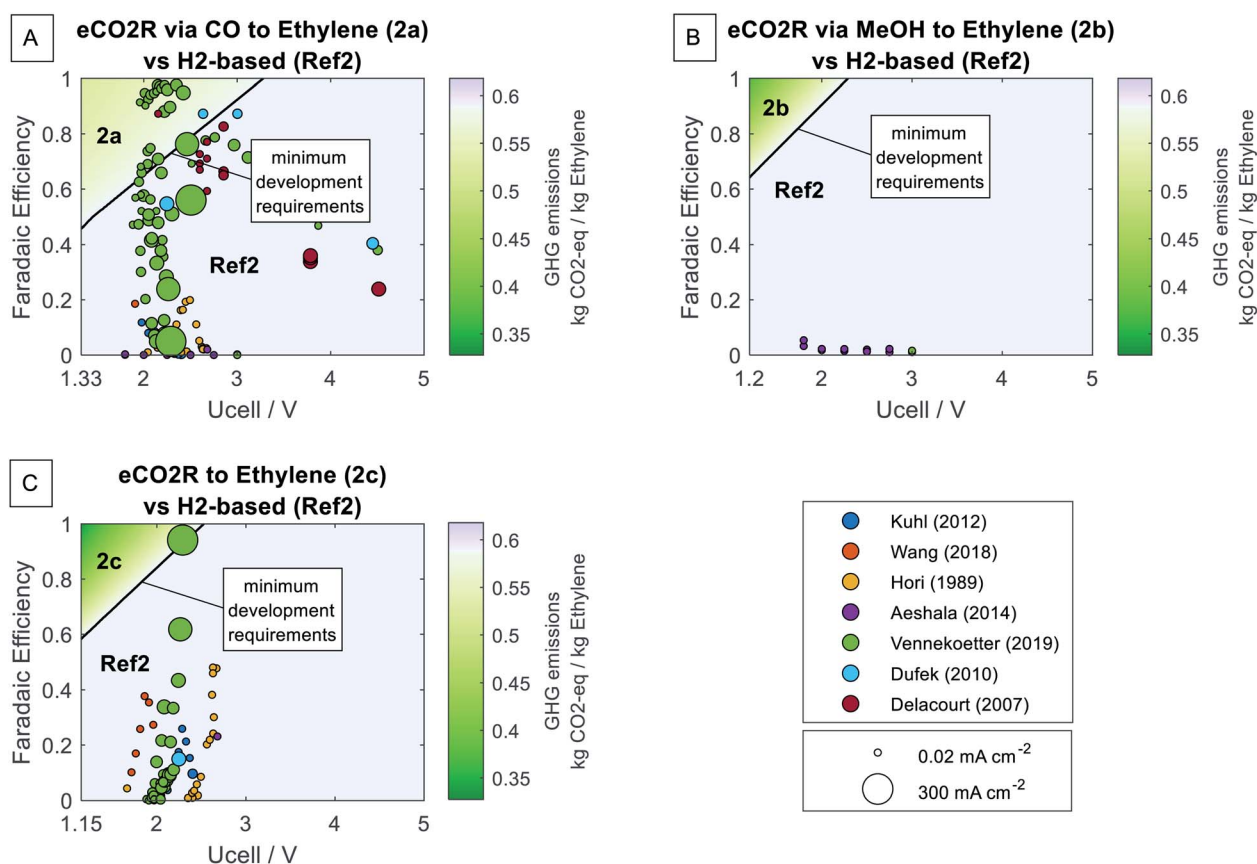 A
eCO2R via CO to Ethylene (2a)
vs H2-based (Ref2)
1
0.8
0.6
0.4
0.2
0
Faradaic Efficiency
2a
minimum
development
requirements
Ref2
1.33
2
3
4
5
Ucell / V
0.6
0.55
0.5
0.45
0.4
0.35
GHG emissions
kg CO2-eq / kg Ethylene
B
eCO2R via MeOH to Ethylene (2b)
vs H2-based (Ref2)
1
0.8
0.6
0.4
0.2
0
Faradaic Efficiency
2b
minimum
development
requirements
Ref2
1.2
2
3
4
5
Ucell / V
0.6
0.55
0.5
0.45
0.4
0.35
GHG emissions
kg CO2-eq / kg Ethylene
C
eCO2R to Ethylene (2c)
vs H2-based (Ref2)
1
0.8
0.6
0.4
0.2
0
Faradaic Efficiency
2c
minimum
development
requirements
Ref2
1.15
2
3
4
5
Ucell / V
0.6
0.55
0.5
0.45
0.4
0.35
GHG emissions
kg CO2-eq / kg Ethylene
Kuhl (2012)
Wang (2018)
Hori (1989)
Aeshala (2014)
Vennekoetter (2019)
Dufek (2010)
Delacourt (2007)
0.02 mA cm⁻²
300 mA cm⁻²